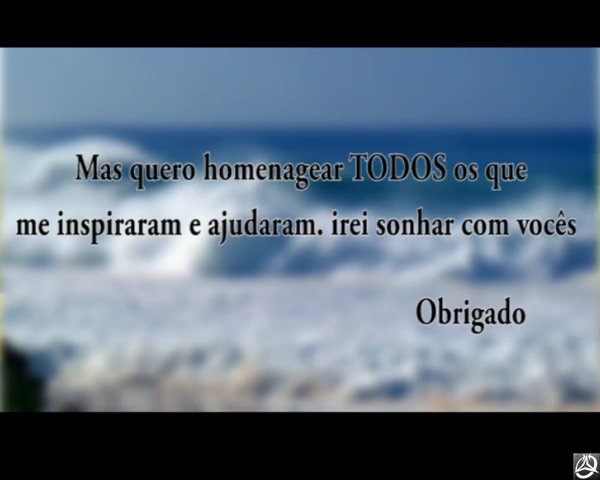 Mas quero homenagear TODOS os que
me inspiraram e ajudaram. irei sonhar com vocês
Obrigado